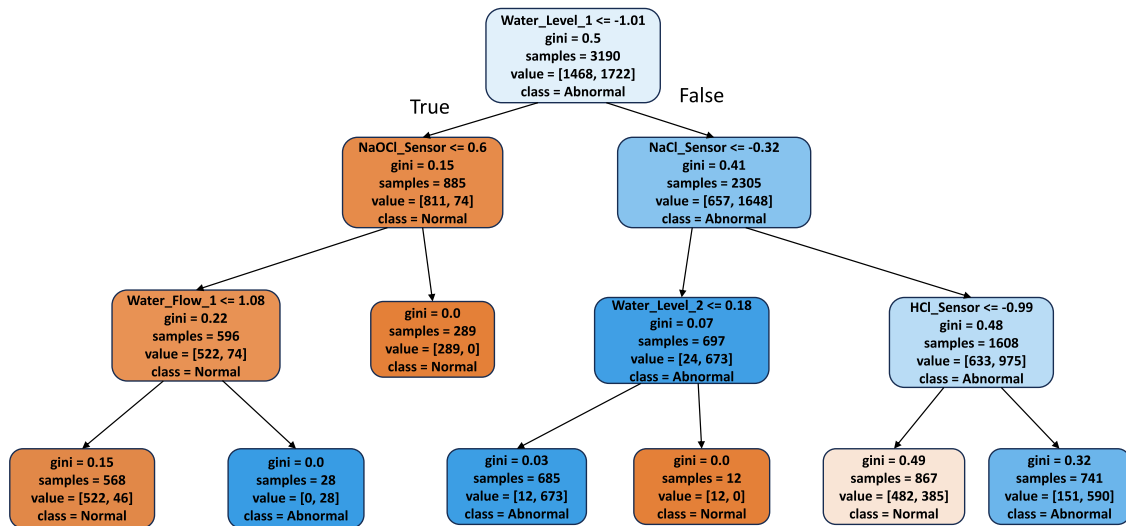 Water_Level_1 <= -1.01
gini = 0.5
samples = 3190
value = [1468, 1722]
class = Abnormal
True
False
NaOCl_Sensor <= 0.6
gini = 0.15
samples = 885
value = [811, 74]
class = Normal
NaCl_Sensor <= -0.32
gini = 0.41
samples = 2305
value = [657, 1648]
class = Abnormal
Water_Flow_1 <= 1.08
gini = 0.22
samples = 596
value = [522, 74]
class = Normal
gini = 0.0
samples = 289
value = [289, 0]
class = Normal
Water_Level_2 <= 0.18
gini = 0.07
samples = 697
value = [24, 673]
class = Abnormal
HCl_Sensor <= -0.99
gini = 0.48
samples = 1608
value = [633, 975]
class = Abnormal
gini = 0.15
samples = 568
value = [522, 46]
class = Normal
gini = 0.0
samples = 28
value = [0, 28]
class = Abnormal
gini = 0.03
samples = 685
value = [12, 673]
class = Abnormal
gini = 0.0
samples = 12
value = [12, 0]
class = Normal
gini = 0.49
samples = 867
value = [482, 385]
class = Normal
gini = 0.32
samples = 741
value = [151, 590]
class = Abnormal